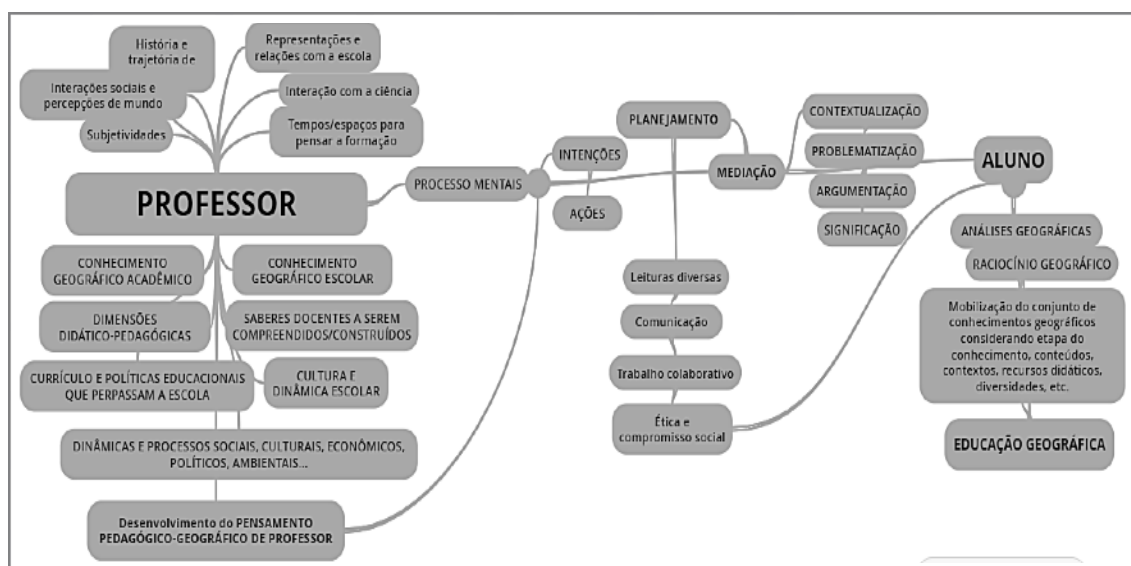 História e
trajetória de
Representações e
relações com a escola
Interações sociais e
percepções de mundo
Interação com a ciência
Subjetividades
Tempos/espaços para
pensar a formação
PROFESSOR
PROCESSO MENTAIS
INTENÇÕES
AÇÕES
PLANEJAMENTO
MEDIAÇÃO
CONTEXTUALIZAÇÃO
PROBLEMATIZAÇÃO
ARGUMENTAÇÃO
SIGNIFICAÇÃO
ALUNO
CONHECIMENTO
GEOGRÁFICO ACADÊMICO
CONHECIMENTO
GEOGRÁFICO ESCOLAR
DIMENSÕES
DIDÁTICO-PEDAGÓGICAS
SABERES DOCENTES A SEREM
COMPREENDIDOS/CONSTRUÍDOS
CURRÍCULO E POLÍTICAS EDUCACIONAIS
QUE PERPASSAM A ESCOLA
CULTURA E
DINÂMICA ESCOLAR
DINÂMICAS E PROCESSOS SOCIAIS, CULTURAIS, ECONÔMICOS,
POLÍTICOS, AMBIENTAIS...
Desenvolvimento do PENSAMENTO
PEDAGÓGICO-GEOGRÁFICO DE PROFESSOR
Leituras diversas
Comunicação
Trabalho colaborativo
Ética e
compromisso social
ANÁLISES GEOGRÁFICAS
RACIOCÍNIO GEOGRÁFICO
Mobilização do conjunto de
conhecimentos geográficos
considerando etapa do
conhecimento, conteúdos,
contextos, recursos didáticos,
diversidades, etc.
EDUCAÇÃO GEOGRÁFICA